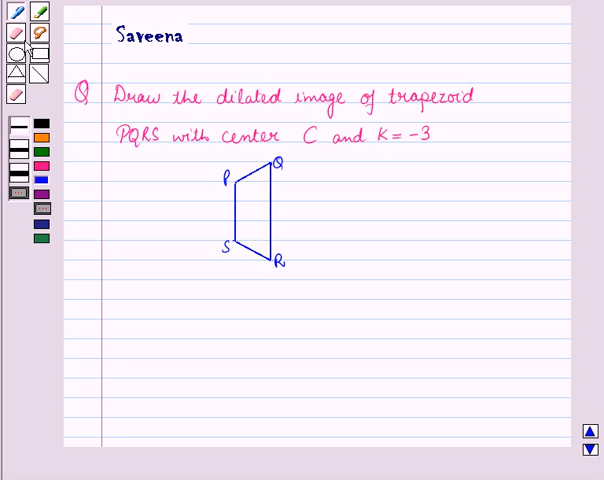 Saveena
Q Draw the dilated image of trapezoid
PQRS with center C and K = -3
P Q
S R